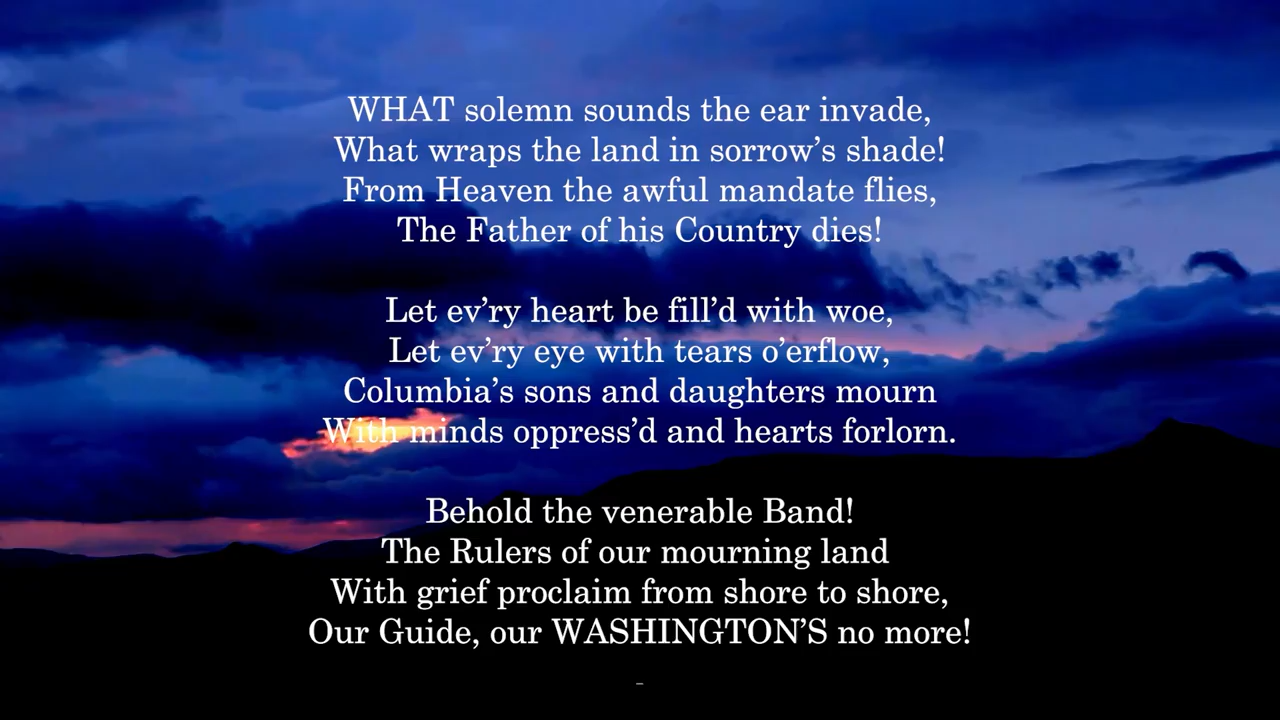 WHAT solemn sounds the ear invade,
What wraps the land in sorrow’s shade!
From Heaven the awful mandate flies,
The Father of his Country dies!
Let ev’ry heart be fill’d with woe,
Let ev’ry eye with tears o’erflow,
Columbia’s sons and daughters mourn
With minds oppress’d and hearts forlorn.
Behold the venerable Band!
The Rulers of our mourning land
With grief proclaim from shore to shore,
Our Guide, our WASHINGTON’S no more!
–